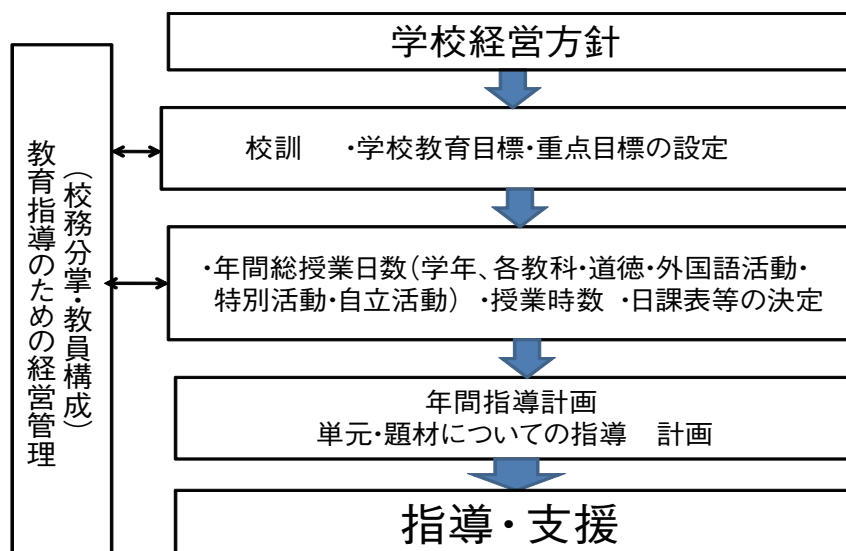 学校経営方針
校訓　・学校教育目標・重点目標の設定
・年間総授業日数(学年、各教科・道徳・外国語活動・
特別活動・自立活動) ・授業時数 ・日課表等の決定
年間指導計画
単元・題材についての指導　計画
指導・支援
教育指導のための経営管理
(校務分掌・教員構成)